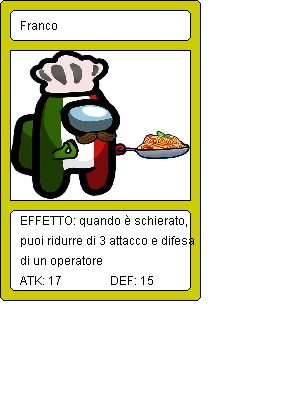 Franco
EFFETTO: quando è schierato,
puoi ridurre di 3 attacco e difesa
di un operatore
ATK: 17 DEF: 15